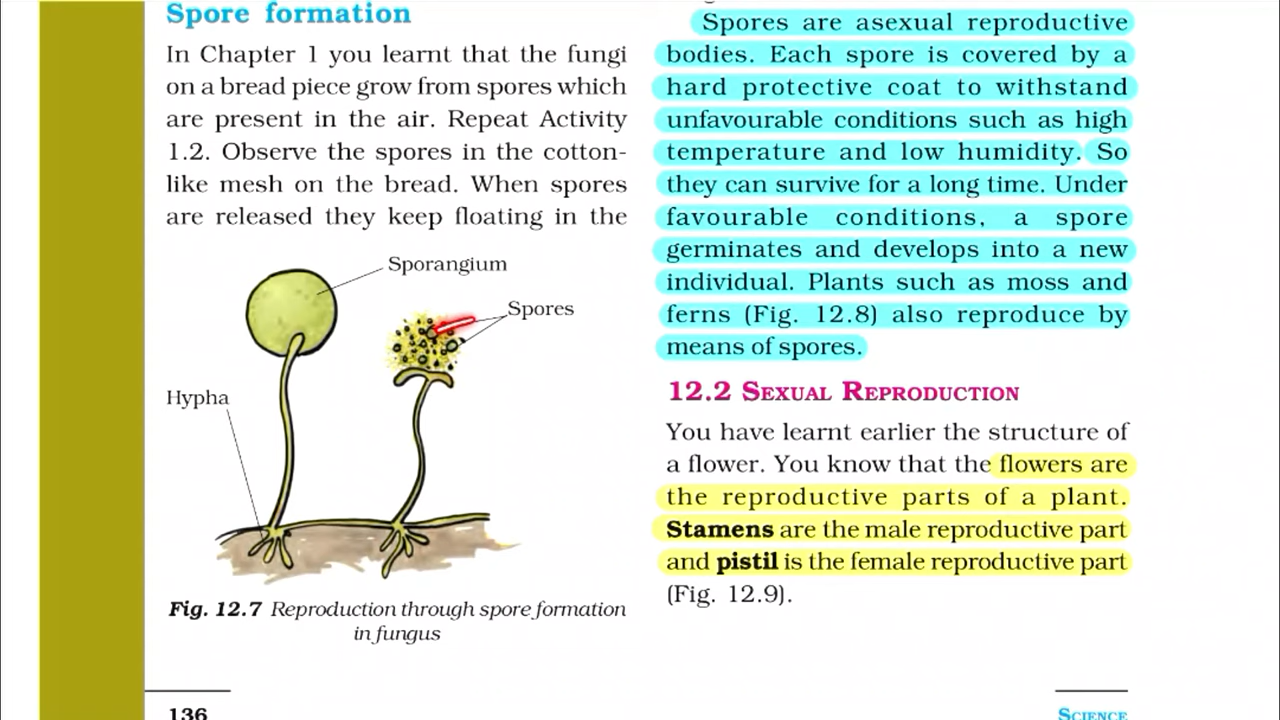 Spore formation
In Chapter 1 you learnt that the fungi
on a bread piece grow from spores which
are present in the air. Repeat Activity
1.2. Observe the spores in the cotton-
like mesh on the bread. When spores
are released they keep floating in the
Sporangium
Spores
Hypha
Fig. 12.7 Reproduction through spore formation
in fungus
136
Spores are asexual reproductive
bodies. Each spore is covered by a
hard protective coat to withstand
unfavourable conditions such as high
temperature and low humidity. So
they can survive for a long time. Under
favourable conditions, a spore
germinates and develops into a new
individual. Plants such as moss and
ferns (Fig. 12.8) also reproduce by
means of spores.
12.2 SEXUAL REPRODUCTION
You have learnt earlier the structure of
a flower. You know that the flowers are
the reproductive parts of a plant.
Stamens are the male reproductive part
and pistil is the female reproductive part
(Fig. 12.9).
SCIENCE